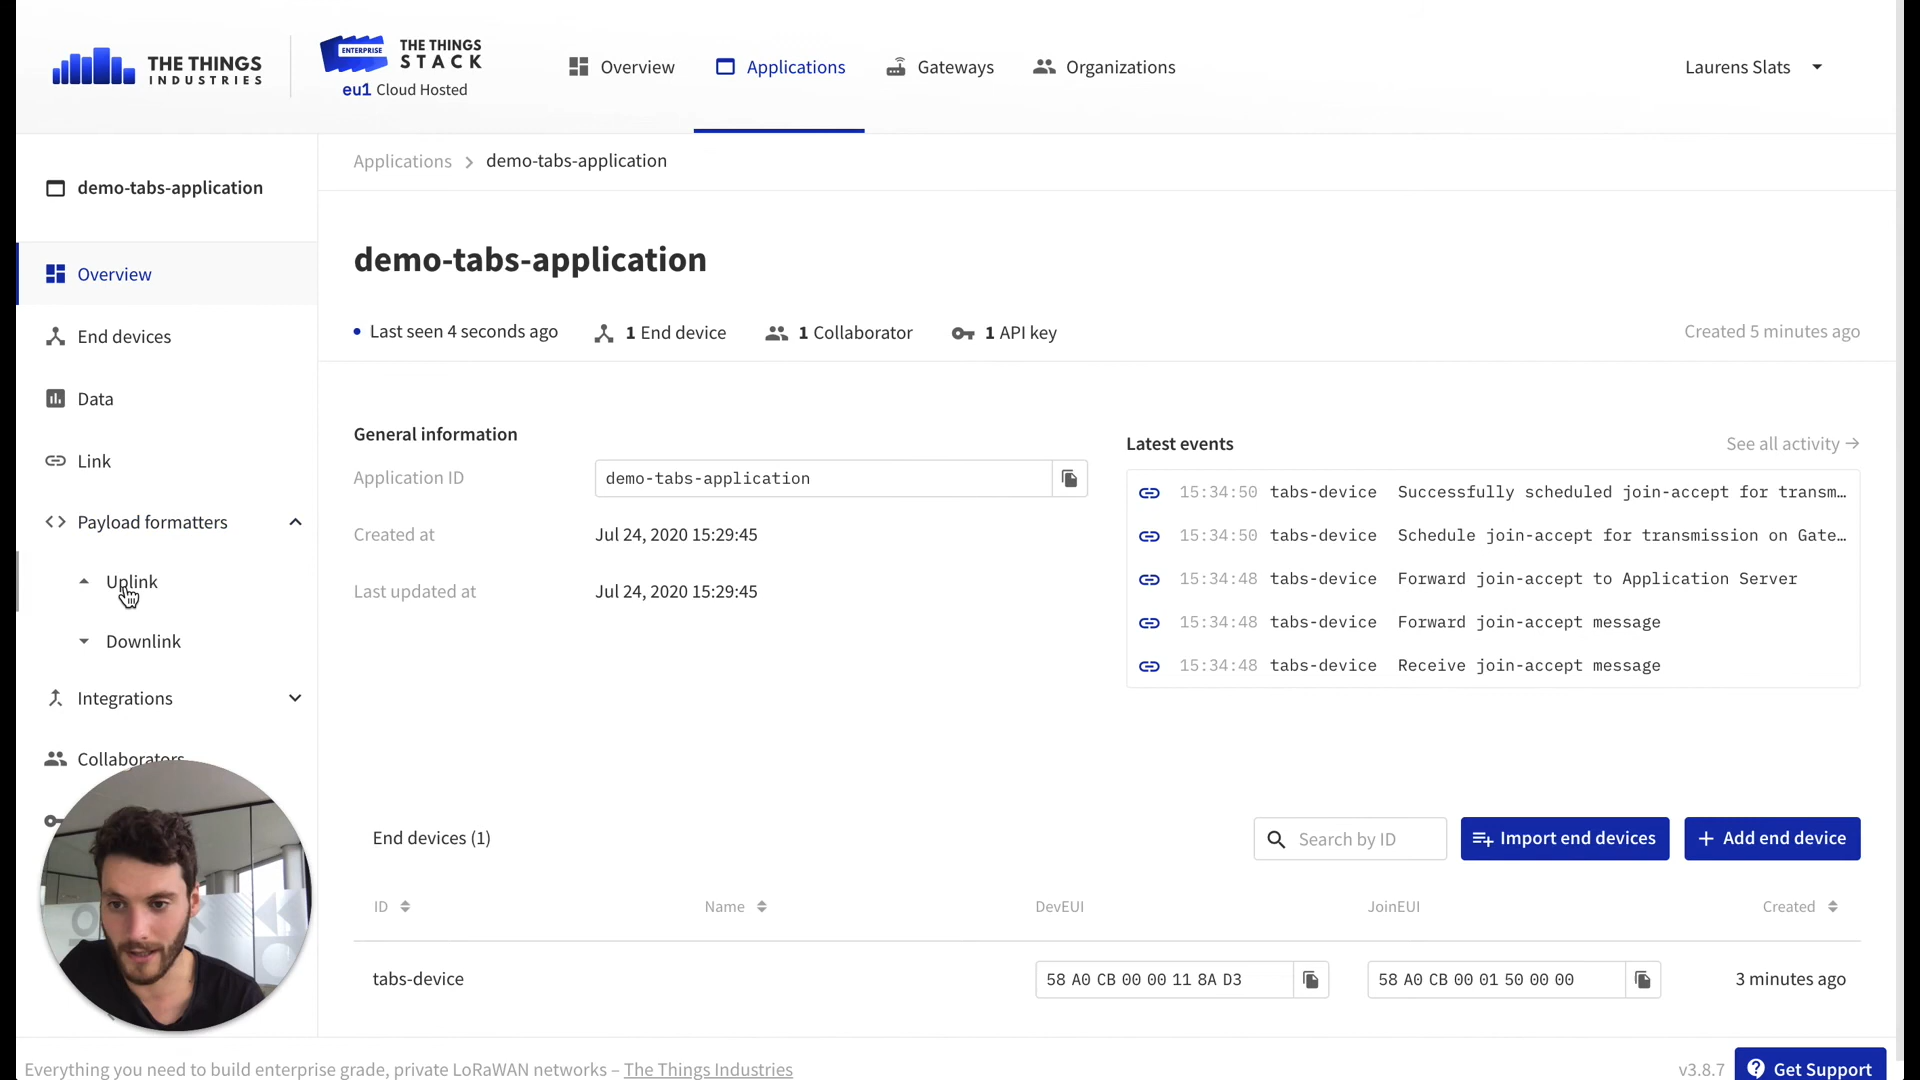 THE THINGS
INDUSTRIES
ENTERPRISE
THE THINGS
STACK
eu1 Cloud Hosted
Overview
Applications
Gateways
Organizations
Laurens Slats
demo-tabs-application
Overview
End devices
Data
Link
Payload formatters
Uplink
Downlink
Integrations
Collaborators
Applications > demo-tabs-application
demo-tabs-application
Last seen 4 seconds ago
1 End device
1 Collaborator
1 API key
Created 5 minutes ago
General information
Application ID demo-tabs-application
Created at Jul 24, 2020 15:29:45
Last updated at Jul 24, 2020 15:29:45
Latest events
See all activity →
15:34:50 tabs-device Successfully scheduled join-accept for transm…
15:34:50 tabs-device Schedule join-accept for transmission on Gate…
15:34:48 tabs-device Forward join-accept to Application Server
15:34:48 tabs-device Forward join-accept message
15:34:48 tabs-device Receive join-accept message
End devices (1)
Search by ID
Import end devices
+ Add end device
ID Name DevEUI JoinEUI Created
tabs-device 58 A0 CB 00 00 11 8A D3 58 A0 CB 00 01 50 00 00 3 minutes ago
Everything you need to build enterprise grade, private LoRaWAN networks – The Things Industries
v3.8.7
Get Support